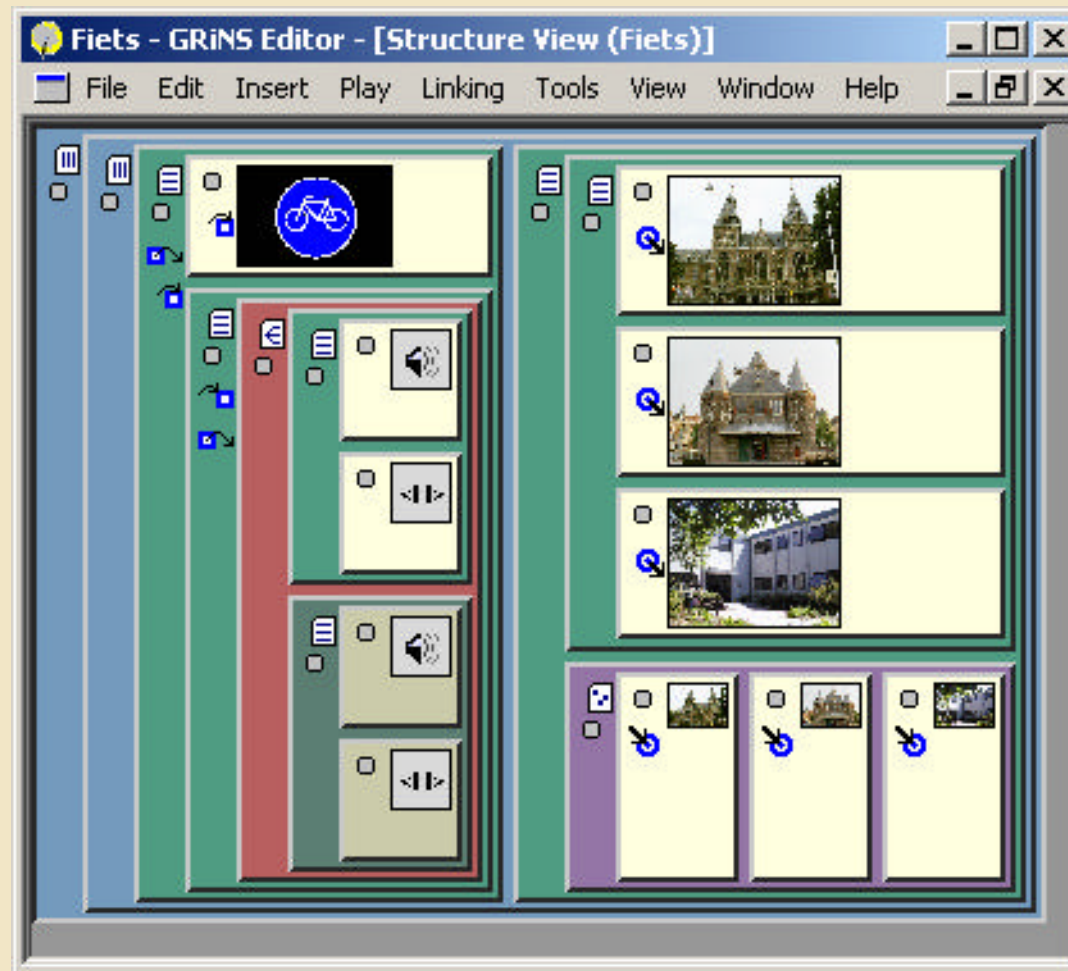 Fiets - GRiNS Editor - [Structure View (Fiets)]
File Edit Insert Play Linking Tools View Window Help